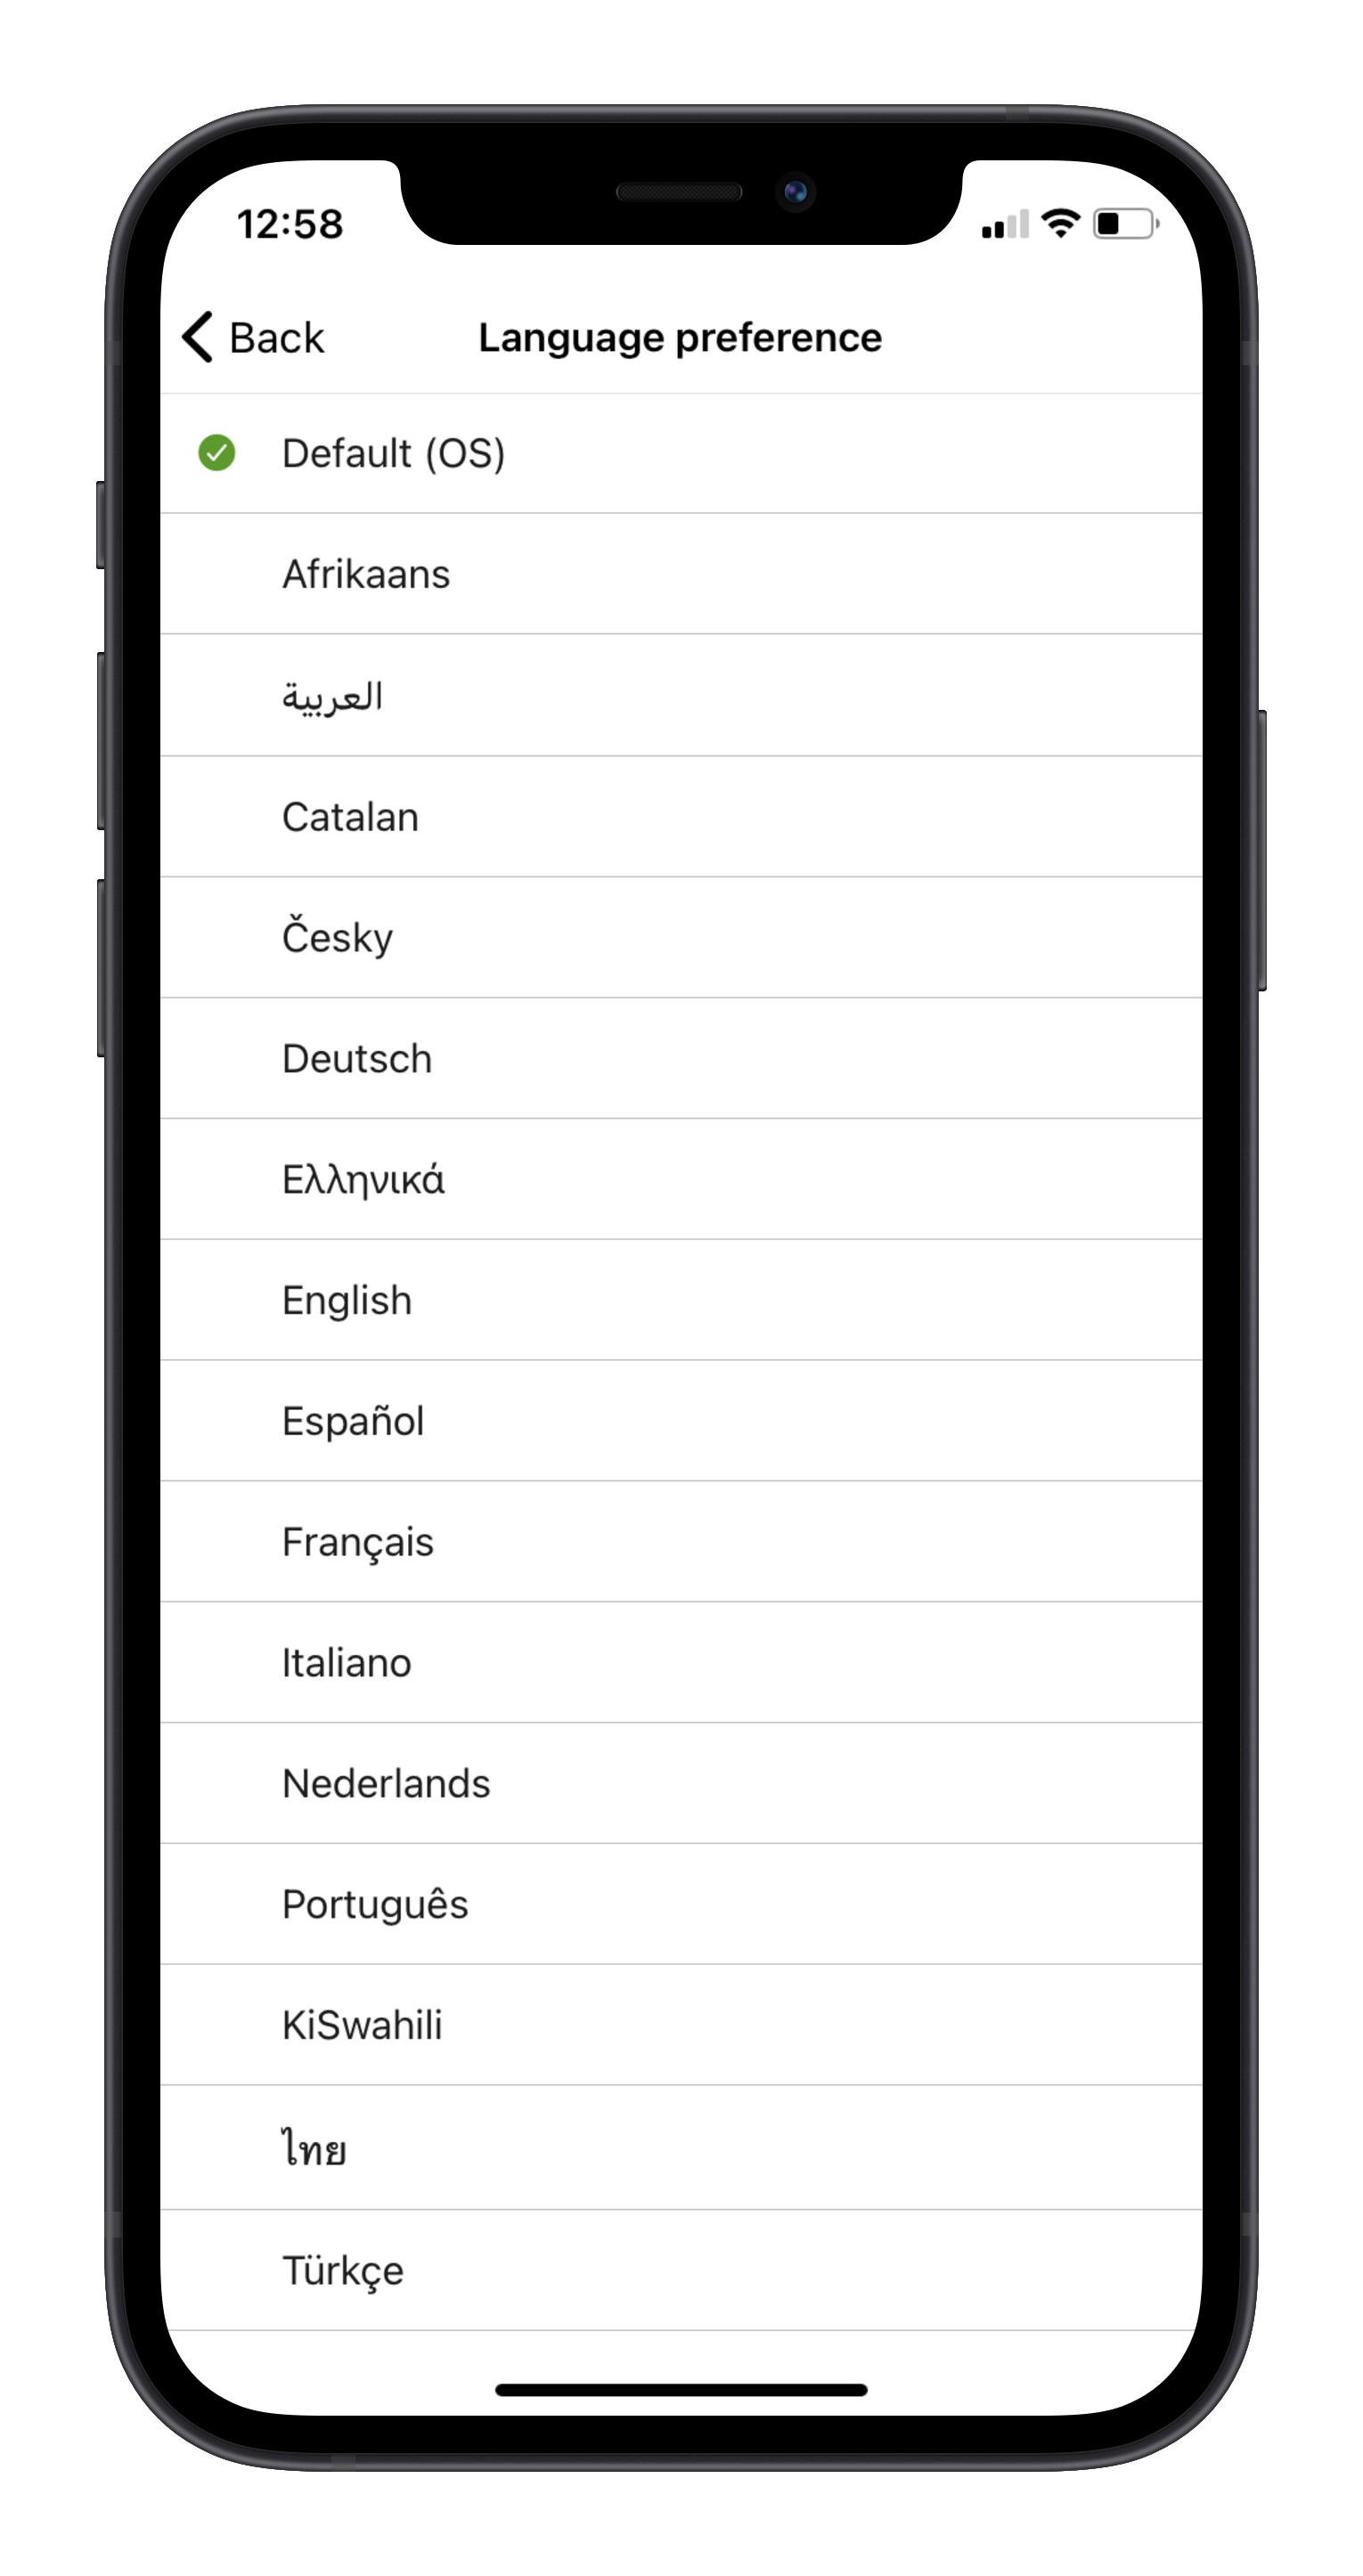 12:58
Back
Language preference
Default (OS)
Afrikaans
العربية
Catalan
Česky
Deutsch
Ελληνικά
English
Español
Français
Italiano
Nederlands
Português
KiSwahili
ไทย
Türkçe